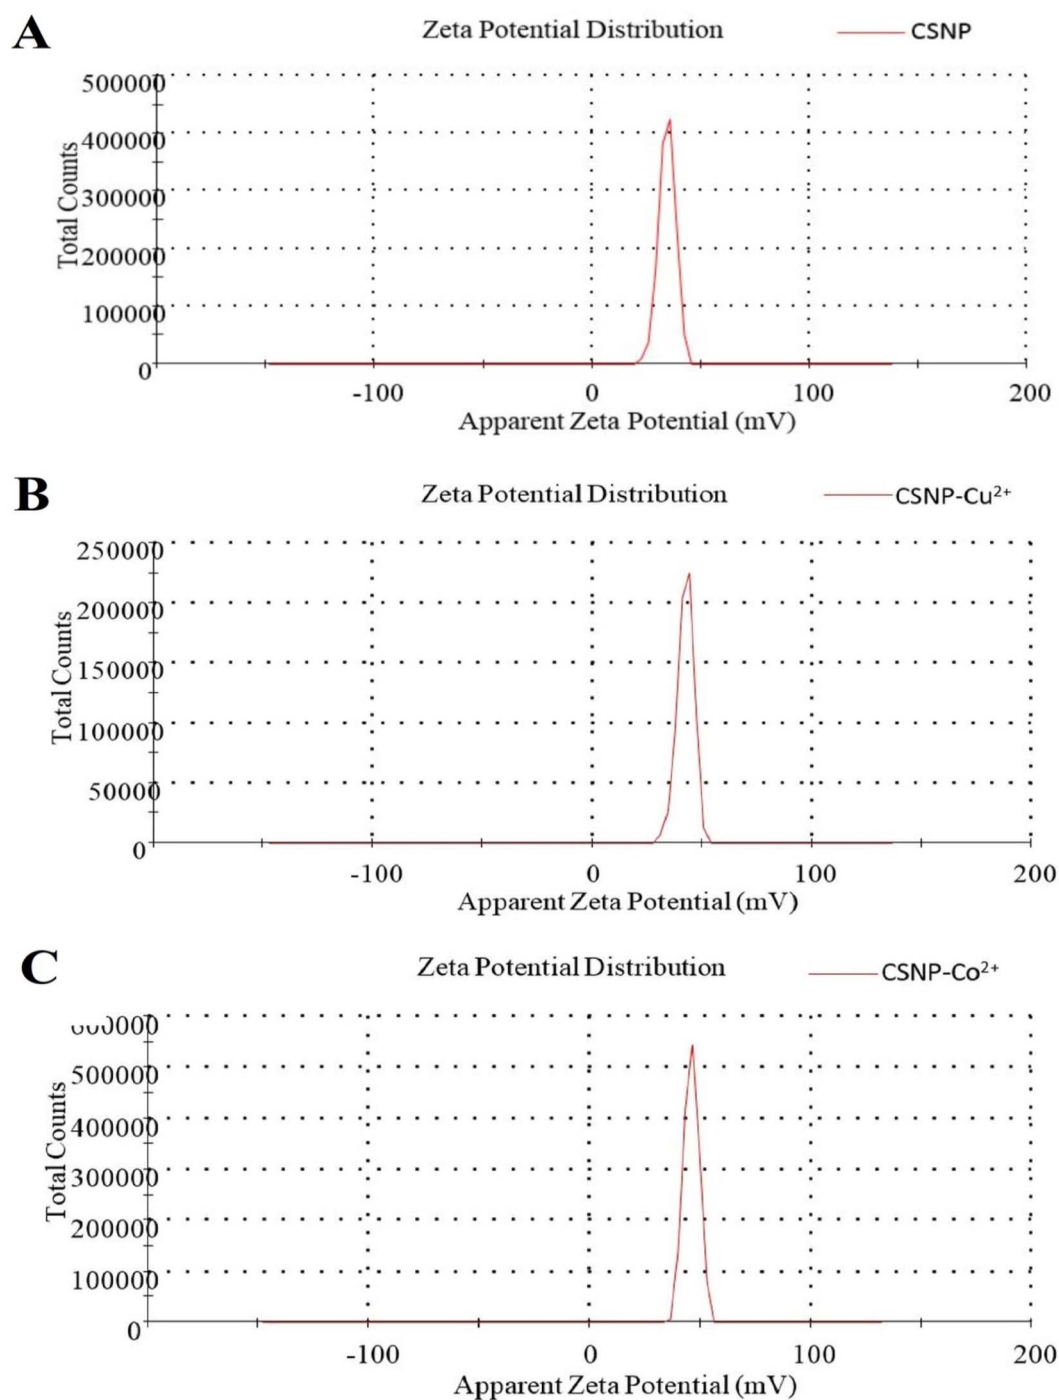 A
Zeta Potential Distribution
CSNP
500000
400000
300000
200000
100000
0
Total Counts
-100
0
100
200
Apparent Zeta Potential (mV)
B
Zeta Potential Distribution
CSNP-Cu²⁺
250000
200000
150000
100000
50000
0
Total Counts
-100
0
100
200
Apparent Zeta Potential (mV)
C
Zeta Potential Distribution
CSNP-Co²⁺
600000
500000
400000
300000
200000
100000
0
Total Counts
-100
0
100
200
Apparent Zeta Potential (mV)